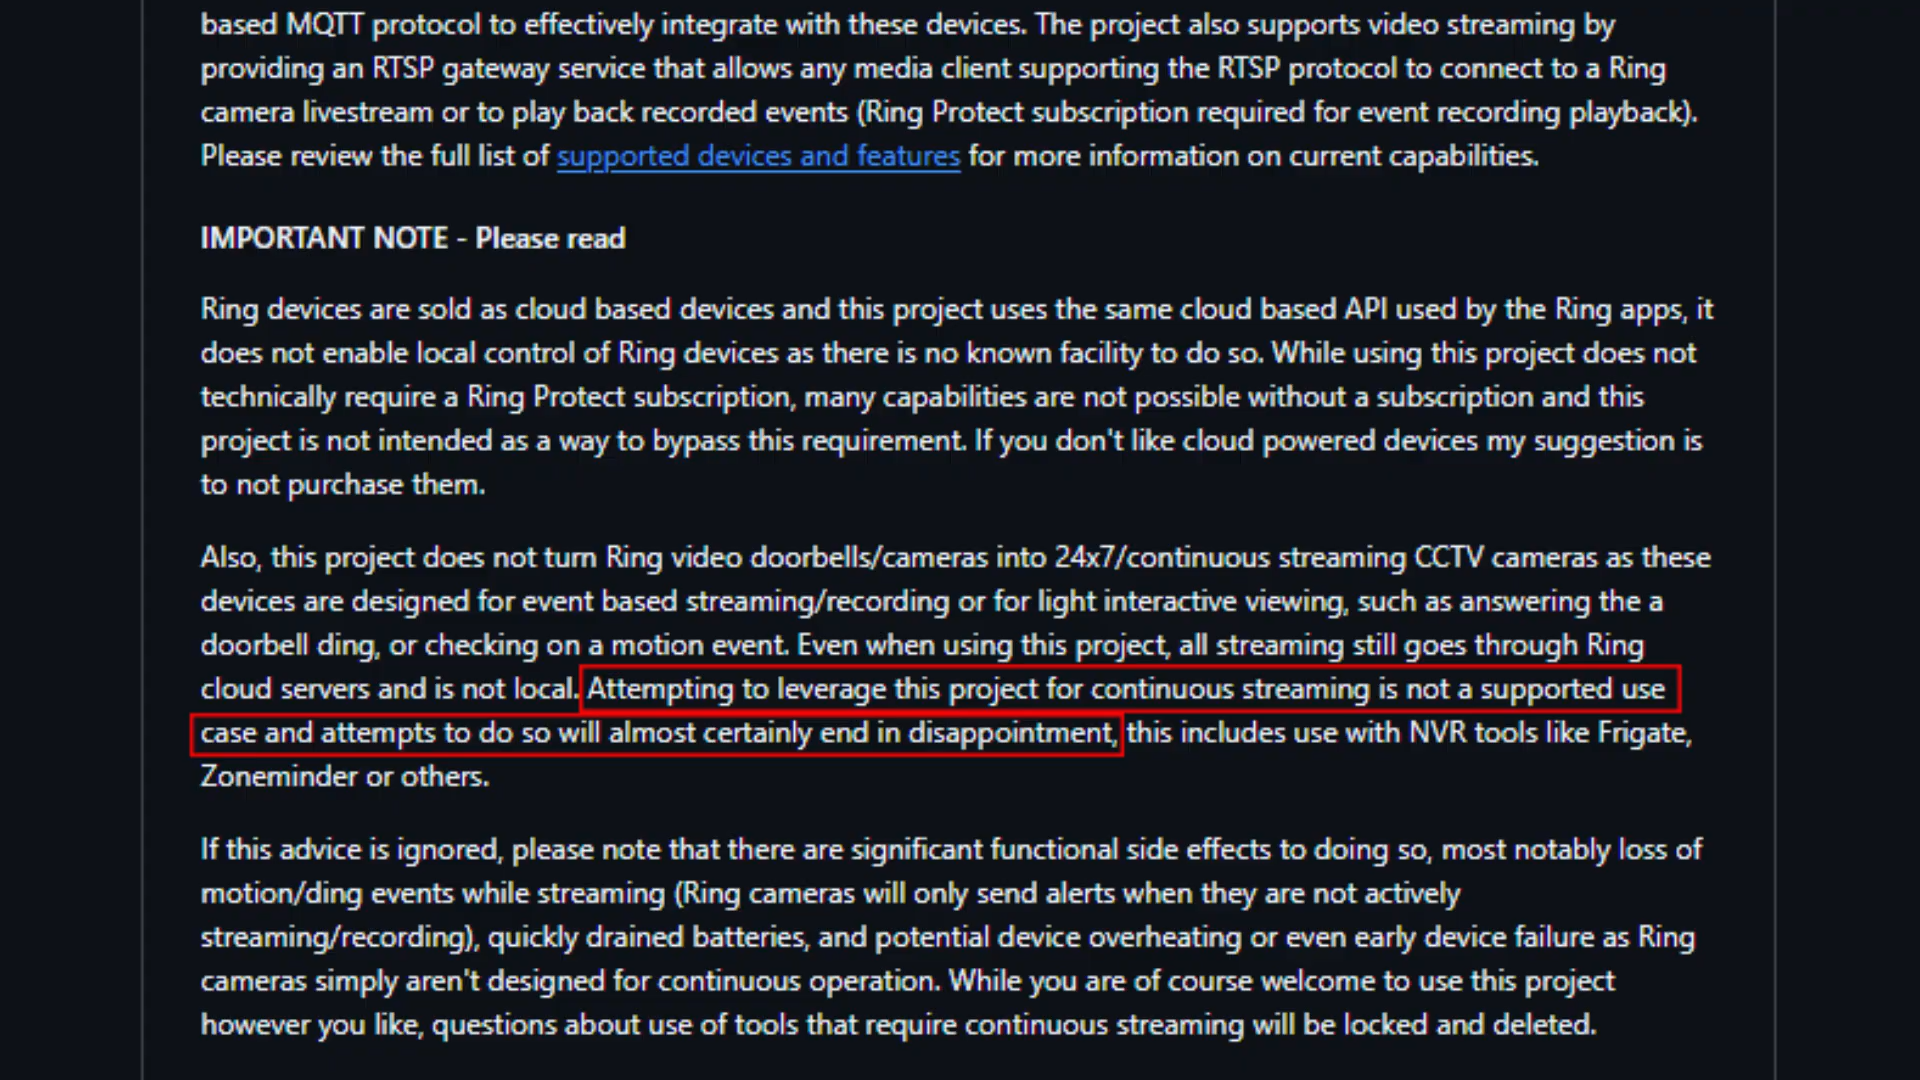 based MQTT protocol to effectively integrate with these devices. The project also supports video streaming by
providing an RTSP gateway service that allows any media client supporting the RTSP protocol to connect to a Ring
camera livestream or to play back recorded events (Ring Protect subscription required for event recording playback).
Please review the full list of supported devices and features for more information on current capabilities.
IMPORTANT NOTE - Please read
Ring devices are sold as cloud based devices and this project uses the same cloud based API used by the Ring apps, it
does not enable local control of Ring devices as there is no known facility to do so. While using this project does not
technically require a Ring Protect subscription, many capabilities are not possible without a subscription and this
project is not intended as a way to bypass this requirement. If you don't like cloud powered devices my suggestion is
to not purchase them.
Also, this project does not turn Ring video doorbells/cameras into 24x7/continuous streaming CCTV cameras as these
devices are designed for event based streaming/recording or for light interactive viewing, such as answering the a
doorbell ding, or checking on a motion event. Even when using this project, all streaming still goes through Ring
cloud servers and is not local. Attempting to leverage this project for continuous streaming is not a supported use
case and attempts to do so will almost certainly end in disappointment, this includes use with NVR tools like Frigate,
Zoneminder or others.
If this advice is ignored, please note that there are significant functional side effects to doing so, most notably loss of
motion/ding events while streaming (Ring cameras will only send alerts when they are not actively
streaming/recording), quickly drained batteries, and potential device overheating or even early device failure as Ring
cameras simply aren't designed for continuous operation. While you are of course welcome to use this project
however you like, questions about use of tools that require continuous streaming will be locked and deleted.